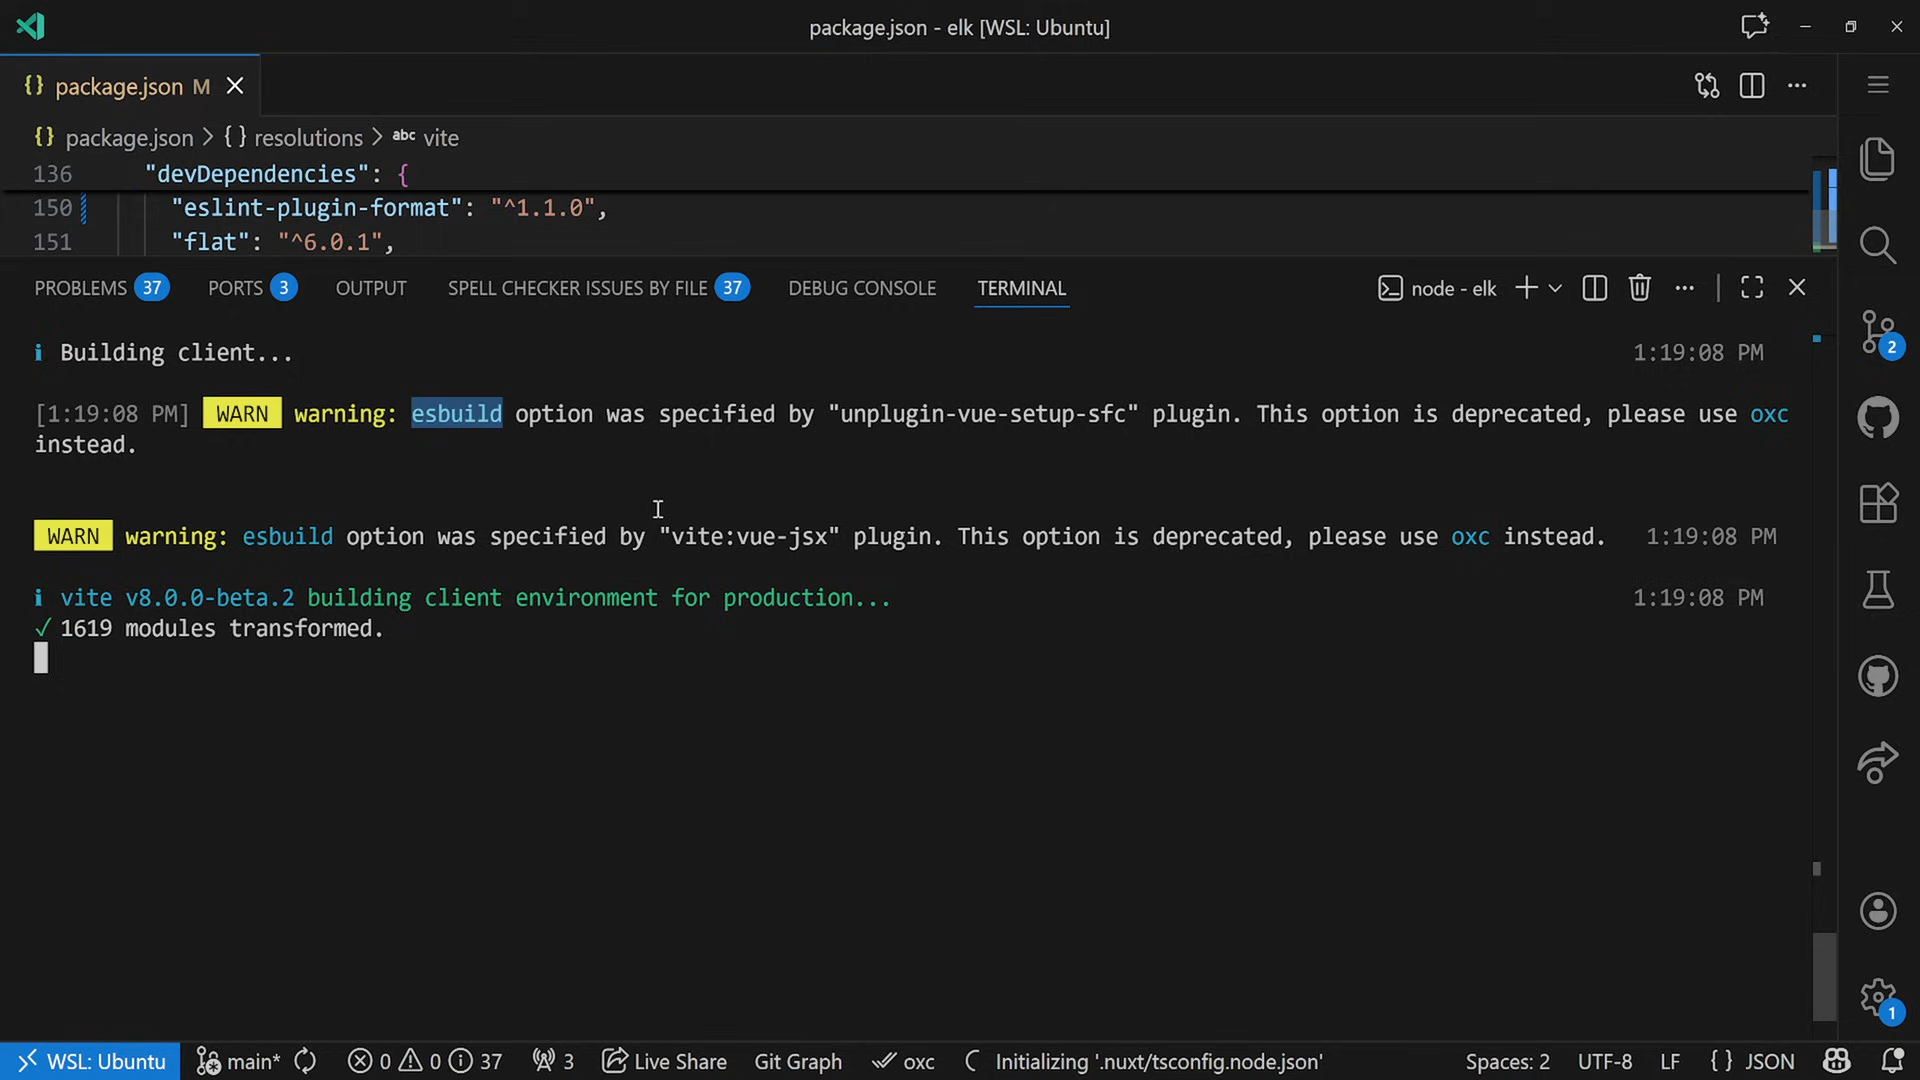 package.json - elk [WSL: Ubuntu]
{} package.json M
{} package.json > {} resolutions > abc vite
136 "devDependencies": {
150 "eslint-plugin-format": "^1.1.0",
151 "flat": "^6.0.1",
PROBLEMS 37 PORTS 3 OUTPUT SPELL CHECKER ISSUES BY FILE 37 DEBUG CONSOLE TERMINAL node - elk
i Building client... 1:19:08 PM
[1:19:08 PM] WARN warning: esbuild option was specified by "unplugin-vue-setup-sfc" plugin. This option is deprecated, please use oxc
instead.
WARN warning: esbuild option was specified by "vite:vue-jsx" plugin. This option is deprecated, please use oxc instead. 1:19:08 PM
i vite v8.0.0-beta.2 building client environment for production... 1:19:08 PM
✓ 1619 modules transformed.
2
1
WSL: Ubuntu main* 0 0 37 3 Live Share Git Graph oxc Initializing '.nuxt/tsconfig.node.json' Spaces: 2 UTF-8 LF {} JSON